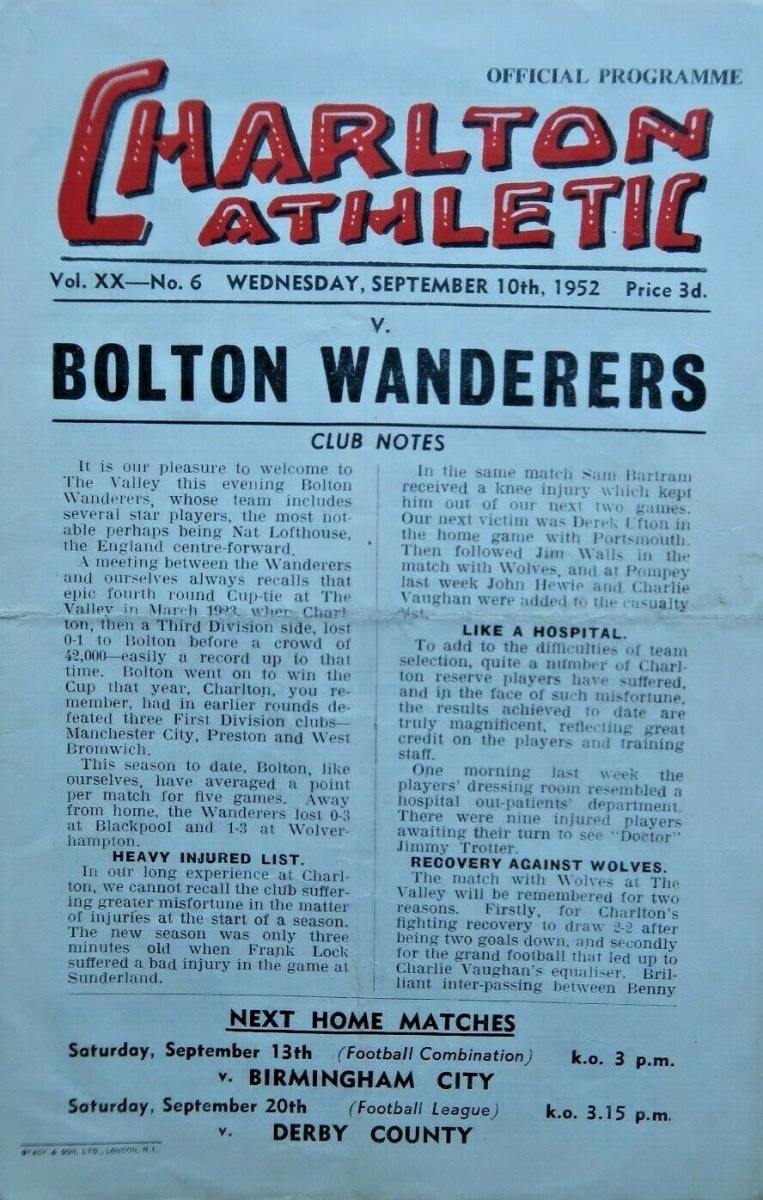 OFFICIAL PROGRAMME
CHARLTON
ATHLETIC
Vol. XX—No. 6 WEDNESDAY, SEPTEMBER 10th, 1952 Price 3d.
v.
BOLTON WANDERERS
CLUB NOTES
It is our pleasure to welcome to
The Valley this evening Bolton
Wanderers, whose team includes
several star players, the most not-
able perhaps being Nat Lofthouse,
the England centre-forward.
A meeting between the Wanderers
and ourselves always recalls that
epic fourth round Cup-tie at The
Valley in March 1923, when Charl-
ton, then a Third Division side, lost
0-1 to Bolton before a crowd of
42,000—easily a record up to that
time. Bolton went on to win the
Cup that year, Charlton, you re-
member, had in earlier rounds de-
feated three First Division clubs—
Manchester City, Preston and West
Bromwich.
This season to date, Bolton, like
ourselves, have averaged a point
per match for five games. Away
from home, the Wanderers lost 0-3
at Blackpool and 1-3 at Wolver-
hampton.
HEAVY INJURED LIST.
In our long experience at Charl-
ton, we cannot recall the club suffer-
ing greater misfortune in the matter
of injuries at the start of a season.
The new season was only three
minutes old when Frank Lock
suffered a bad injury in the game at
Sunderland.
In the same match Sam Bartram
received a knee injury which kept
him out of our next two games.
Our next victim was Derek Ufton in
the home game with Portsmouth.
Then followed Jim Walls in the
match with Wolves, and at Pompey
last week John Hewie and Charlie
Vaughan were added to the casualty
list.
LIKE A HOSPITAL.
To add to the difficulties of team
selection, quite a number of Charl-
ton reserve players have suffered,
and in the face of such misfortune,
the results achieved to date are
truly magnificent, reflecting great
credit on the players and training
staff.
One morning last week the
players' dressing room resembled a
hospital out-patients' department.
There were nine injured players
awaiting their turn to see "Doctor"
Jimmy Trotter.
RECOVERY AGAINST WOLVES.
The match with Wolves at The
Valley will be remembered for two
reasons. Firstly, for Charlton's
fighting recovery to draw 2-2 after
being two goals down, and secondly
for the grand football that led up to
Charlie Vaughan's equaliser. Bril-
liant inter-passing between Benny
NEXT HOME MATCHES
Saturday, September 13th (Football Combination) k.o. 3 p.m.
v. BIRMINGHAM CITY
Saturday, September 20th (Football League) k.o. 3.15 p.m.
v. DERBY COUNTY
& SON, LTD., LONDON, N.1.